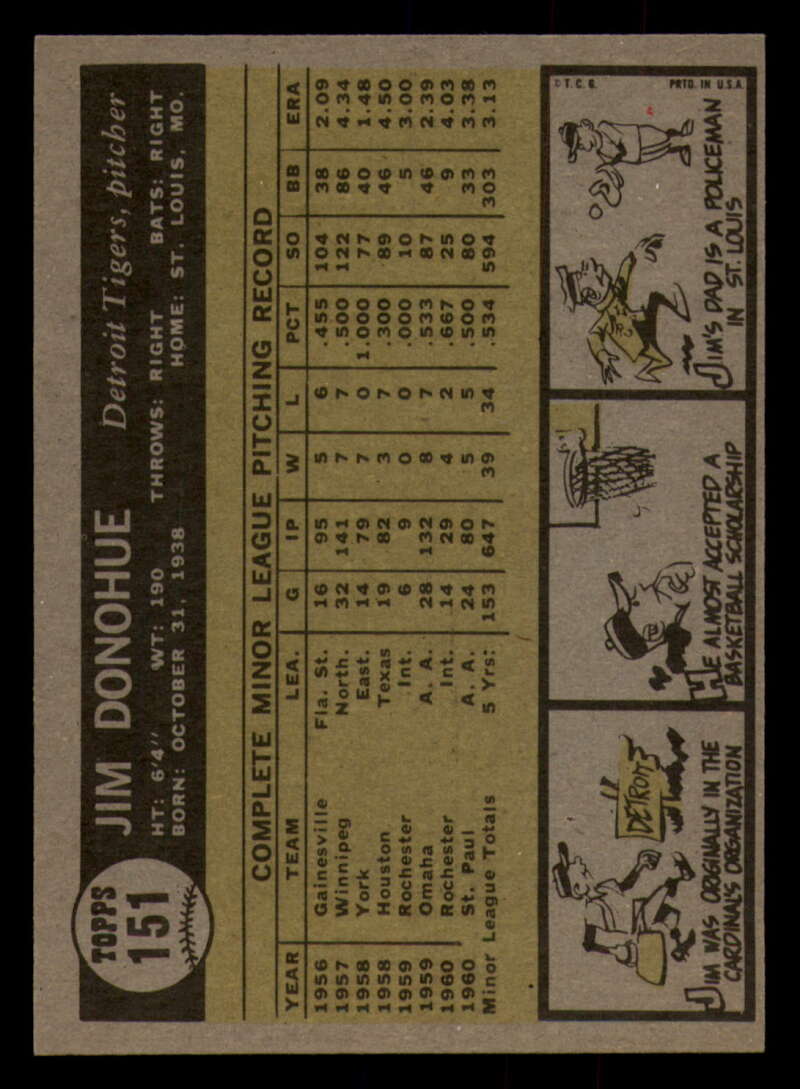 TOPPS
151
JIM DONOHUE Detroit Tigers, pitcher
HT: 6'4" WT: 190 THROWS: RIGHT BATS: RIGHT
BORN: OCTOBER 31, 1938 HOME: ST. LOUIS, MO.
COMPLETE MINOR LEAGUE PITCHING RECORD
YEAR TEAM LEA. G IP W L PCT SO BB ERA
1956 Gainesville Fla. St. 16 95 5 6 .455 104 38 2.09
1957 Winnipeg North. 32 141 7 7 .500 122 86 4.34
1958 York East. 14 79 7 0 1.000 77 40 1.48
1958 Houston Texas 19 82 3 7 .300 89 46 4.50
1959 Rochester Int. 6 9 0 0 .000 10 5 3.00
1959 Omaha A. A. 28 132 8 7 .533 87 46 2.39
1960 Rochester Int. 14 29 4 2 .667 25 9 4.03
1960 St. Paul A. A. 24 80 5 5 .500 80 33 3.38
Minor League Totals 5 Yrs: 153 647 39 34 .534 594 303 3.13
DETROIT
JIM WAS ORIGINALLY IN THE
CARDINAL'S ORGANIZATION
HE ALMOST ACCEPTED A
BASKETBALL SCHOLARSHIP
© T. C. G. PRTD. IN U.S.A.
JIM'S DAD IS A POLICEMAN
IN ST. LOUIS